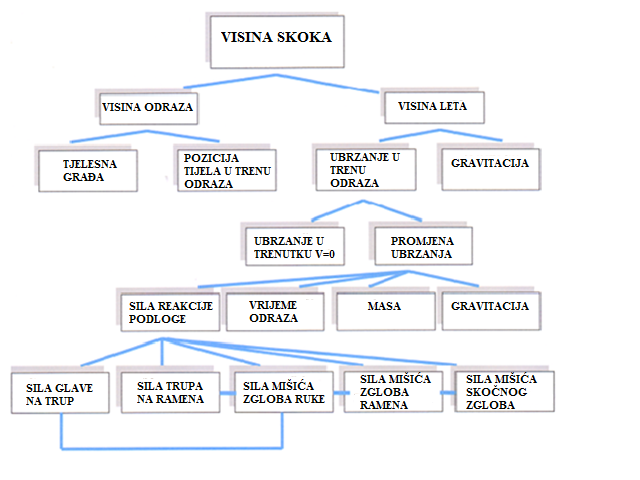 VISINA SKOKA
VISINA ODRAZA
VISINA LETA
TJELESNA
GRAĐA
POZICIJA
TIJELA U TRENU
ODRAZA
UBRZANJE U
TRENU
ODRAZA
GRAVITACIJA
UBRZANJE U
TRENUTKU V=0
PROMJENA
UBRZANJA
SILA REAKCIJE
PODLOGE
VRIJEME
ODRAZA
MASA
GRAVITACIJA
SILA GLAVE
NA TRUP
SILA TRUPA
NA RAMENA
SILA MIŠIĆA
ZGLOBA RUKE
SILA MIŠIĆA
ZGLOBA
RAMENA
SILA MIŠIĆA
SKOČNOG
ZGLOBA